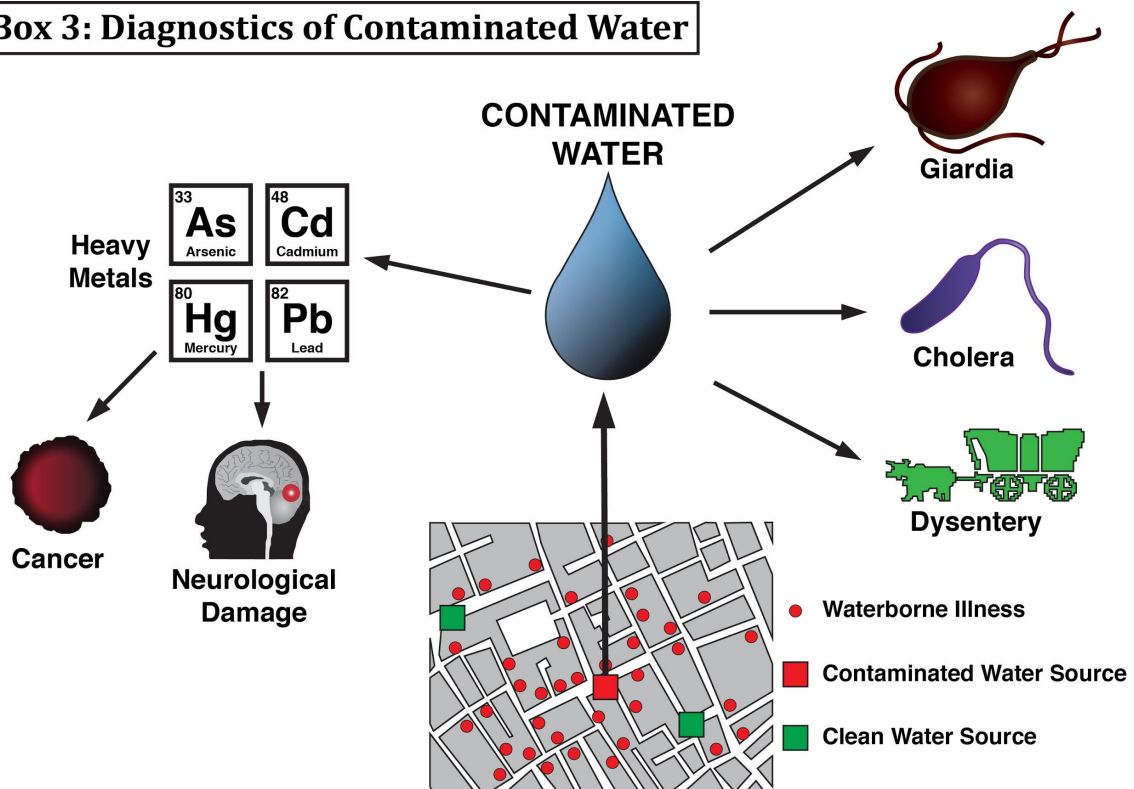 Box 3: Diagnostics of Contaminated Water
CONTAMINATED
WATER
Giardia
Cholera
Dysentery
Heavy
Metals
33
As
Arsenic
48
Cd
Cadmium
80
Hg
Mercury
82
Pb
Lead
Cancer
Neurological
Damage
Waterborne Illness
Contaminated Water Source
Clean Water Source